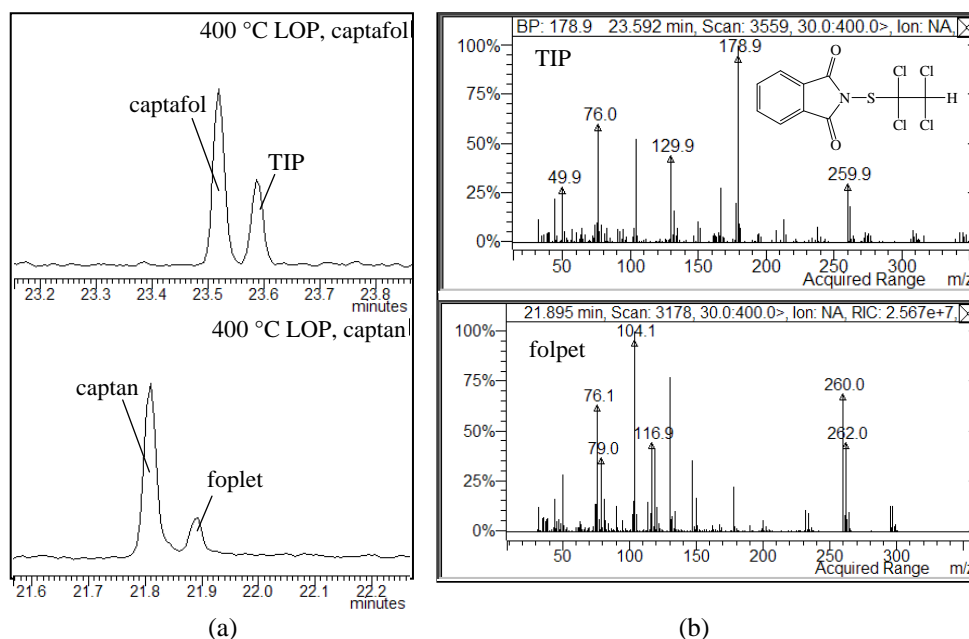 400 °C LOP, captafol
captafol
TIP
23.2 23.3 23.4 23.5 23.6 23.7 23.8
minutes
400 °C LOP, captan
captan
foplet
21.6 21.7 21.8 21.9 22.0 22.1 22.2
minutes
(a)
BP: 178.9 23.592 min, Scan: 3559, 30.0:400.0>, Ion: NA,
178.9
100%
TIP
O
Cl Cl
N S H
75%
76.0
O
Cl Cl
50%
129.9
49.9
259.9
25%
0%
50 100 150 200 250 300
Acquired Range m/z
21.895 min, Scan: 3178, 30.0:400.0>, Ion: NA, RIC: 2.567e+7,
104.1
100%
folpet
75%
76.1
260.0
50%
116.9
262.0
79.0
25%
0%
50 100 150 200 250 300
Acquired Range m/z
(b)